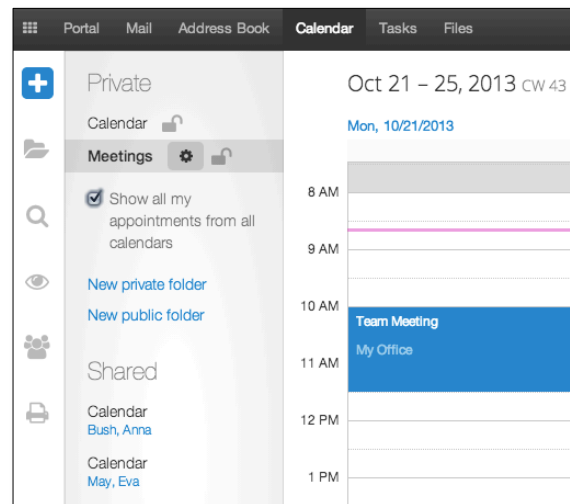 Portal Mail Address Book Calendar Tasks Files
Private
Calendar
Meetings
Show all my
appointments from all
calendars
New private folder
New public folder
Shared
Calendar
Bush, Anna
Calendar
May, Eva
Oct 21 – 25, 2013 CW 43
Mon, 10/21/2013
8 AM
9 AM
10 AM
Team Meeting
My Office
11 AM
12 PM
1 PM